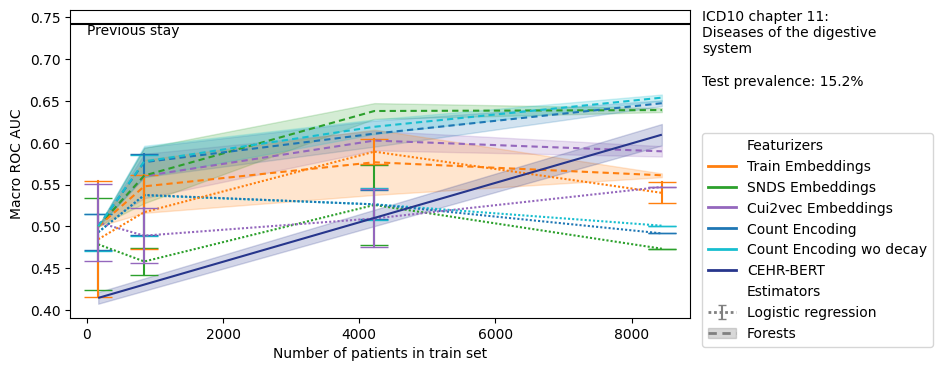 0.75
0.70
0.65
0.60
0.55
0.50
0.45
0.40
Macro ROC AUC
Previous stay
0
2000
4000
6000
8000
Number of patients in train set
ICD10 chapter 11:
Diseases of the digestive
system
Test prevalence: 15.2%
Featurizers
Train Embeddings
SNDS Embeddings
Cui2vec Embeddings
Count Encoding
Count Encoding wo decay
CEHR-BERT
Estimators
Logistic regression
Forests